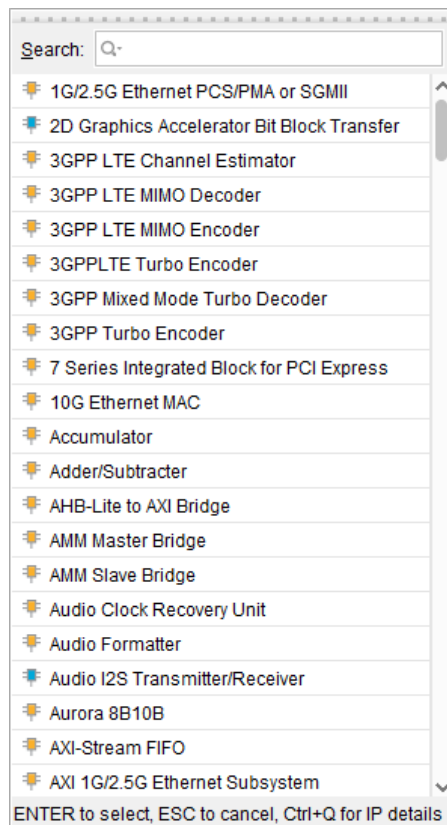 Search:
1G/2.5G Ethernet PCS/PMA or SGMII
2D Graphics Accelerator Bit Block Transfer
3GPP LTE Channel Estimator
3GPP LTE MIMO Decoder
3GPP LTE MIMO Encoder
3GPPLTE Turbo Encoder
3GPP Mixed Mode Turbo Decoder
3GPP Turbo Encoder
7 Series Integrated Block for PCI Express
10G Ethernet MAC
Accumulator
Adder/Subtracter
AHB-Lite to AXI Bridge
AMM Master Bridge
AMM Slave Bridge
Audio Clock Recovery Unit
Audio Formatter
Audio I2S Transmitter/Receiver
Aurora 8B10B
AXI-Stream FIFO
AXI 1G/2.5G Ethernet Subsystem
ENTER to select, ESC to cancel, Ctrl+Q for IP details